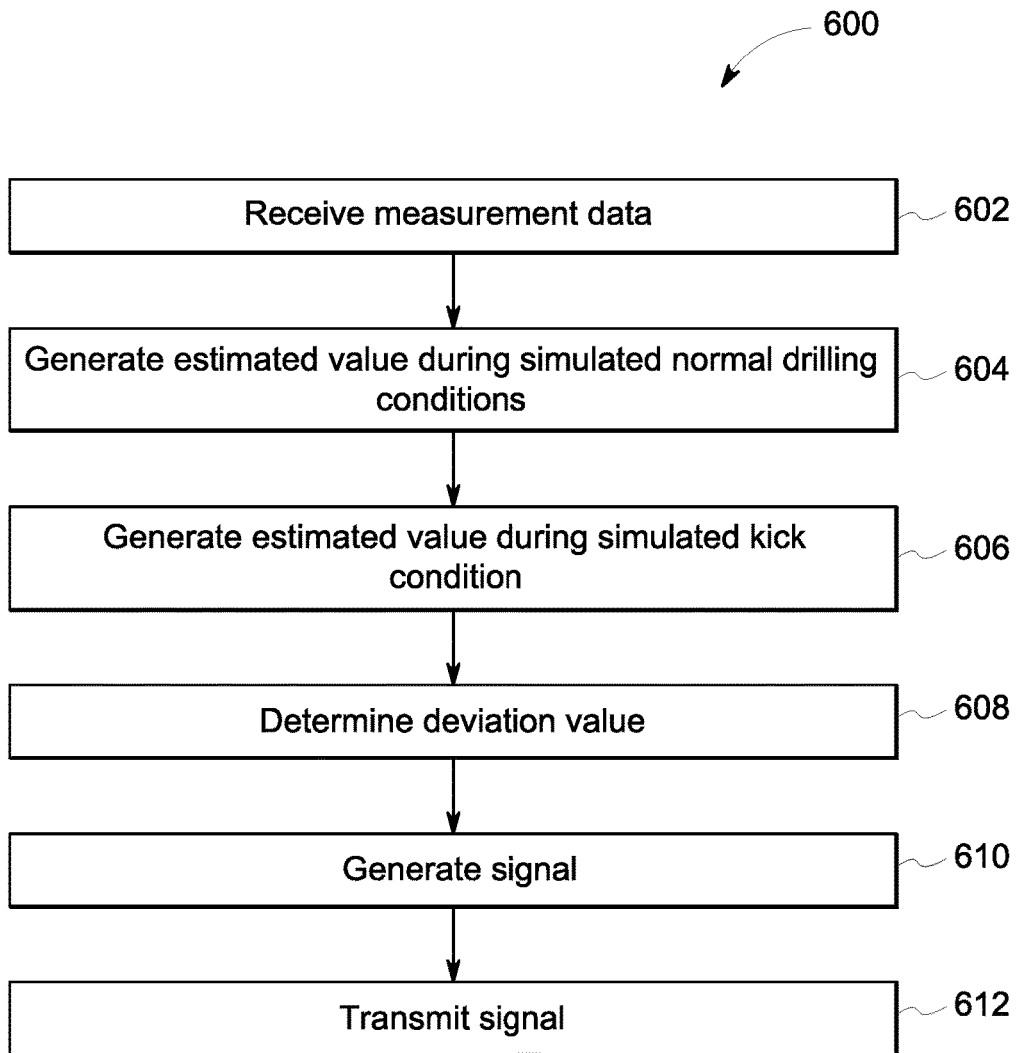 600
Receive measurement data
602
Generate estimated value during simulated normal drilling
conditions
604
Generate estimated value during simulated kick
condition
606
Determine deviation value
608
Generate signal
610
Transmit signal
612